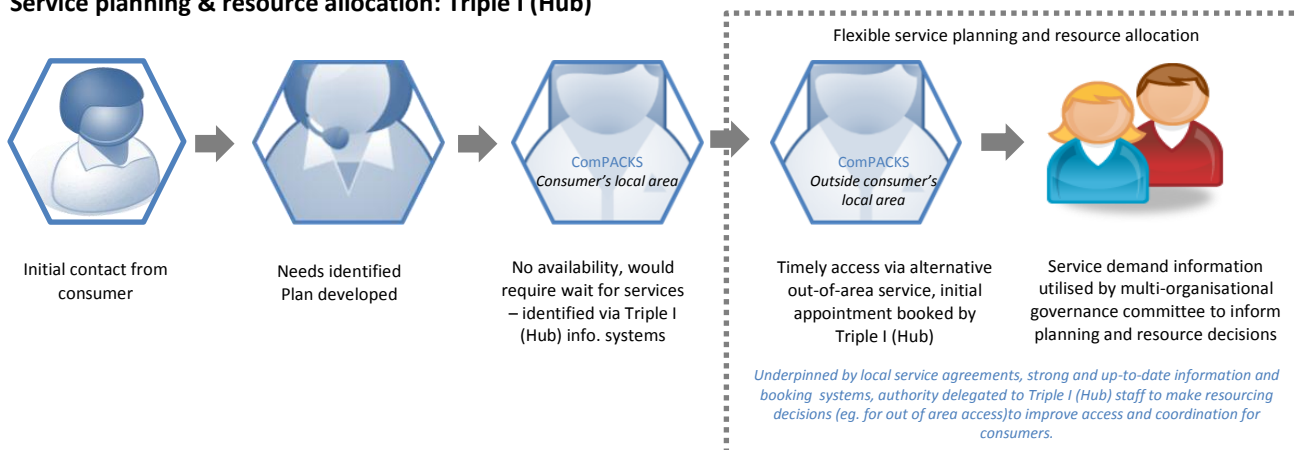 Service planning & resource allocation: Triple I (Hub)
Flexible service planning and resource allocation
ComPACKS
Consumer's local area
ComPACKS
Outside consumer's
local area
Initial contact from
consumer
Needs identified
Plan developed
No availability, would
require wait for services
– identified via Triple I
(Hub) info. systems
Timely access via alternative
out-of-area service, initial
appointment booked by
Triple I (Hub)
Service demand information
utilised by multi-organisational
governance committee to inform
planning and resource decisions
Underpinned by local service agreements, strong and up-to-date information and
booking systems, authority delegated to Triple I (Hub) staff to make resourcing
decisions (eg. for out of area access)to improve access and coordination for
consumers.